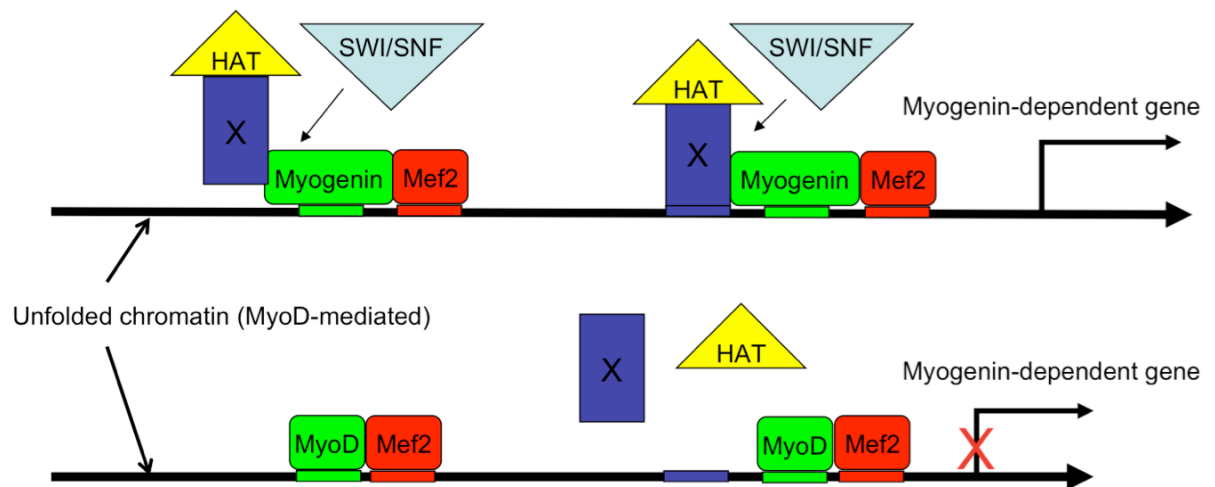 HAT
SWI/SNF
X
Myogenin
Mef2
HAT
SWI/SNF
X
Myogenin
Mef2
Myogenin-dependent gene
Unfolded chromatin (MyoD-mediated)
X
HAT
MyoD
Mef2
MyoD
Mef2
Myogenin-dependent gene
X